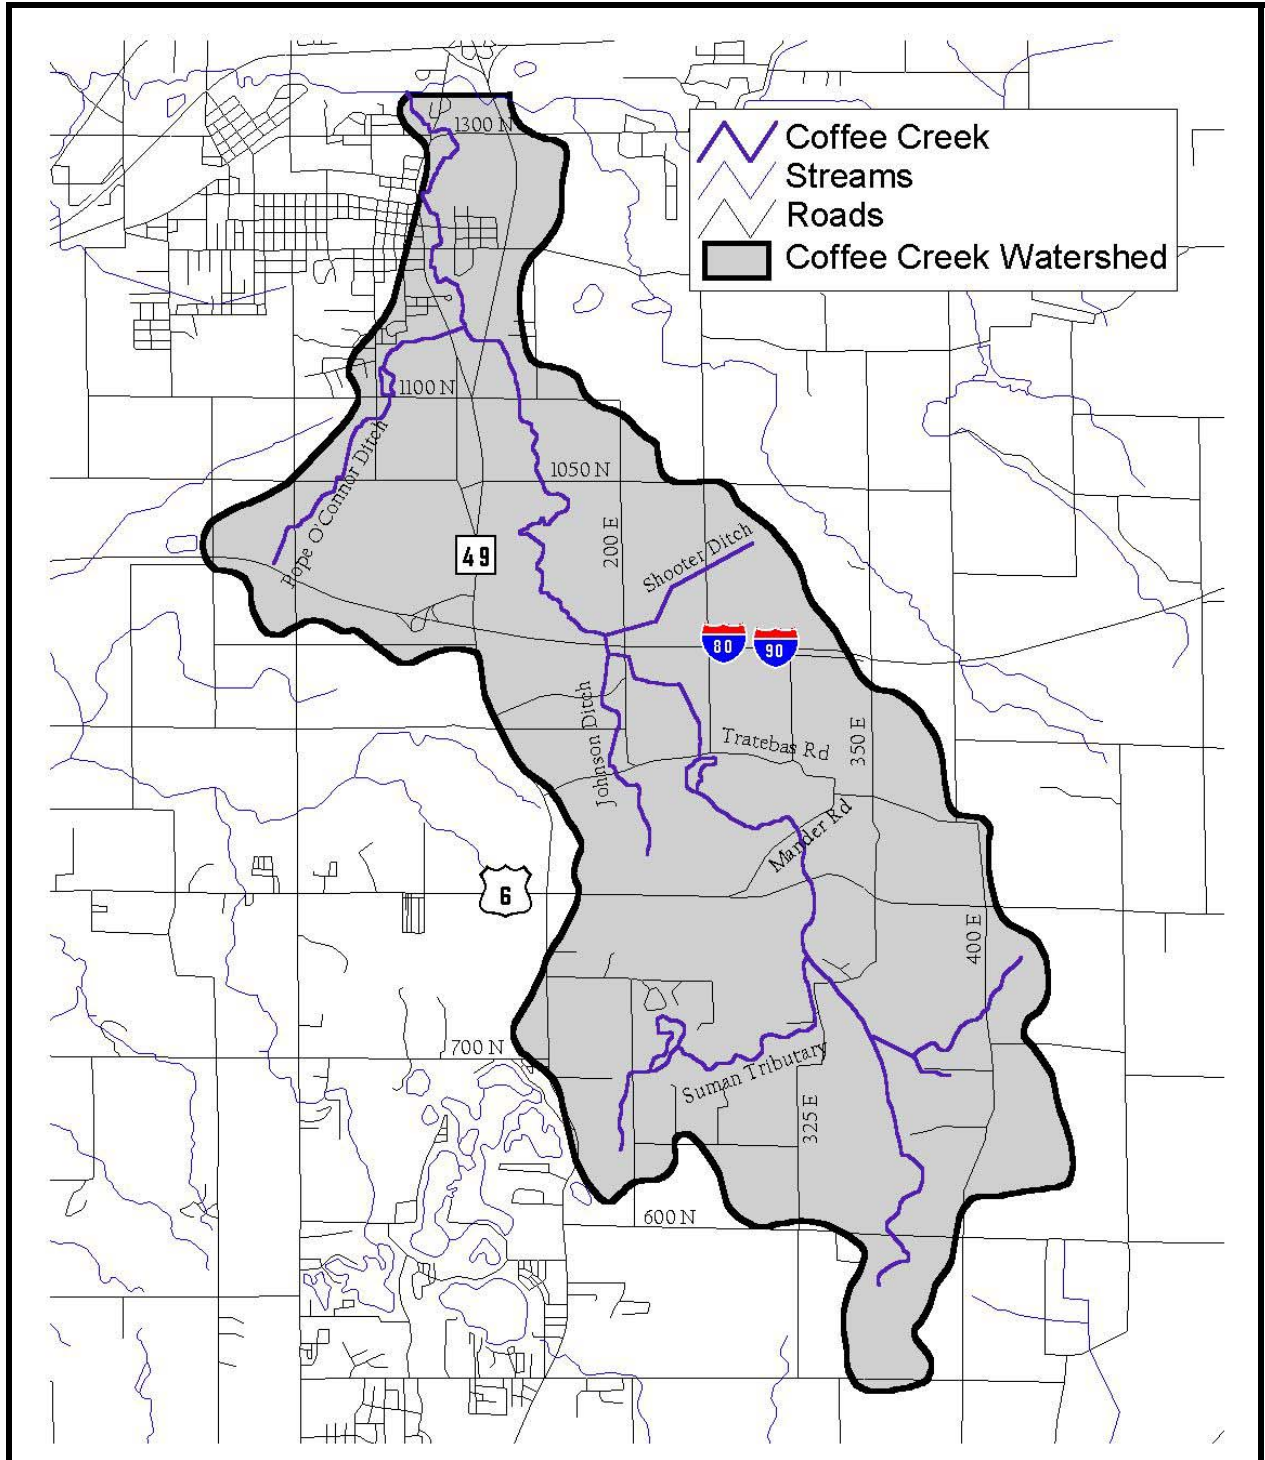 1300 N
Coffee Creek
Streams
Roads
Coffee Creek Watershed
1100 N
Pope O'Connor Ditch
1050 N
49
200 E
Shooter Ditch
80
90
Johnson Ditch
Tratebas Rd
350 E
Mander Rd
6
400 E
700 N
Suman Tributary
325 E
600 N